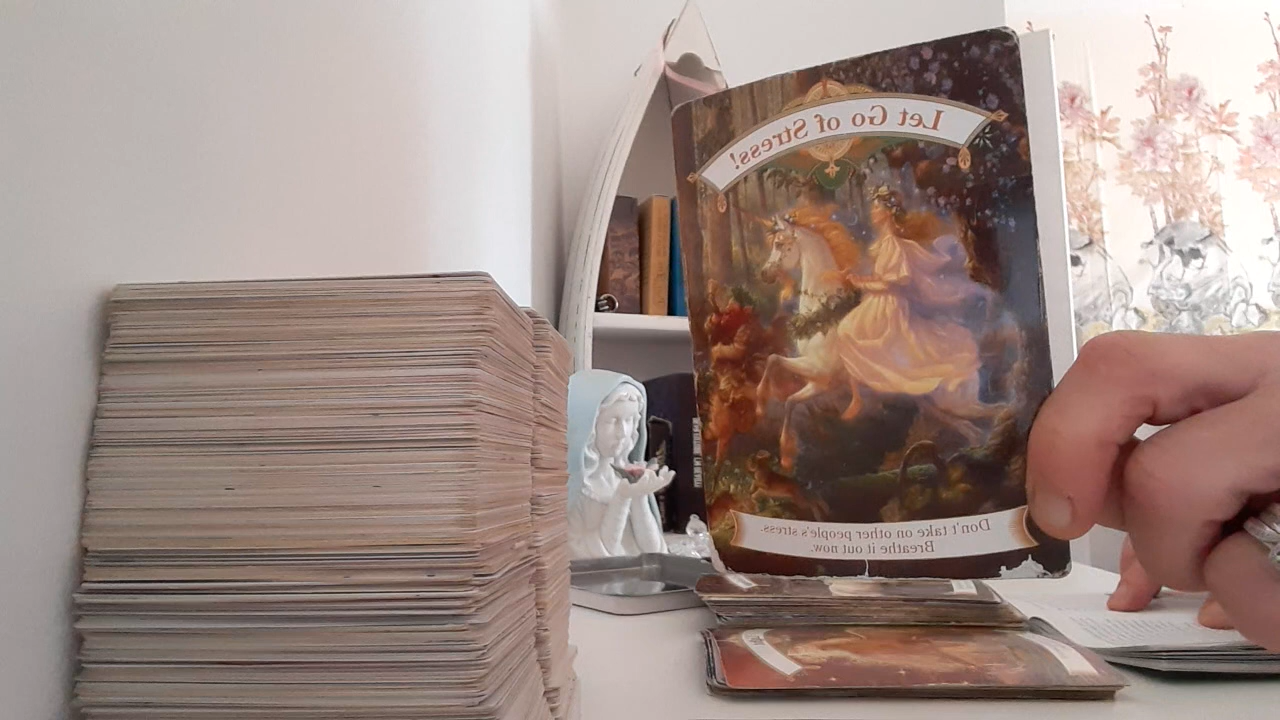 Let Go of Stress!
Don't take on other people's stress.
Breathe it out now.